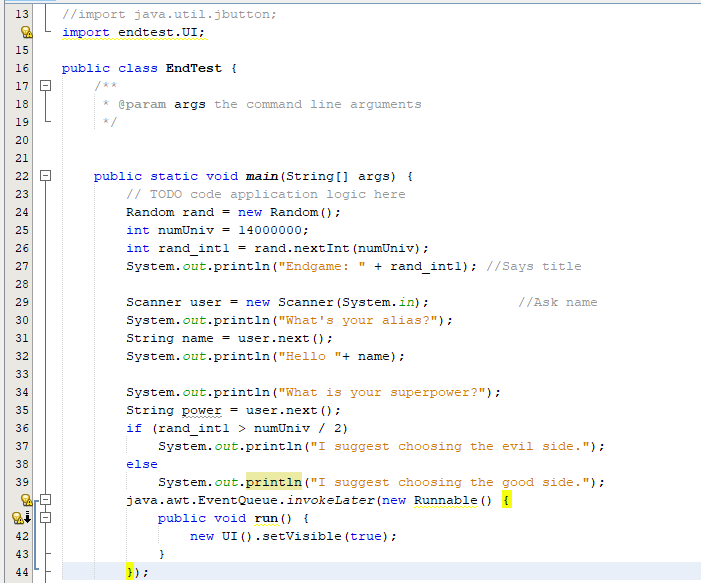 13 //import java.util.jbutton;
import endtest.UI;
15
16 public class EndTest {
17 /**
18 * @param args the command line arguments
19 */
20
21
22 public static void main(String[] args) {
23 // TODO code application logic here
24 Random rand = new Random();
25 int numUniv = 14000000;
26 int rand_int1 = rand.nextInt(numUniv);
27 System.out.println("Endgame: " + rand_int1); //Says title
28
29 Scanner user = new Scanner(System.in); //Ask name
30 System.out.println("What's your alias?");
31 String name = user.next();
32 System.out.println("Hello "+ name);
33
34 System.out.println("What is your superpower?");
35 String power = user.next();
36 if (rand_int1 > numUniv / 2)
37 System.out.println("I suggest choosing the evil side.");
38 else
39 System.out.println("I suggest choosing the good side.");
java.awt.EventQueue.invokeLater(new Runnable() {
public void run() {
42 new UI().setVisible(true);
43 }
44 });